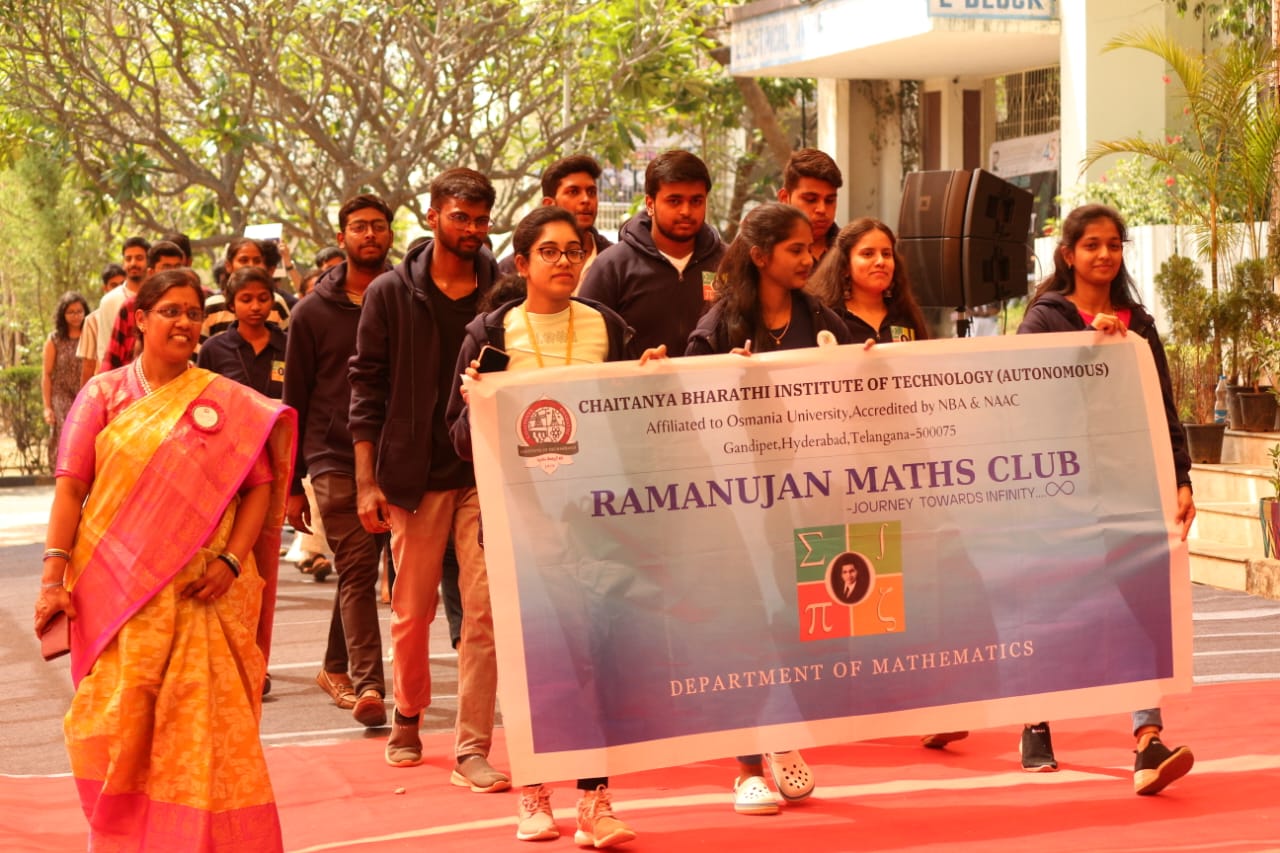 E-BLOCK
CHAITANYA BHARATHI INSTITUTE OF TECHNOLOGY (AUTONOMOUS)
Affiliated to Osmania University,Accredited by NBA & NAAC
Gandipet,Hyderabad,Telangana-500075
RAMANUJAN MATHS CLUB
-JOURNEY TOWARDS INFINITY....∞
Σ ∫
π ζ
DEPARTMENT OF MATHEMATICS